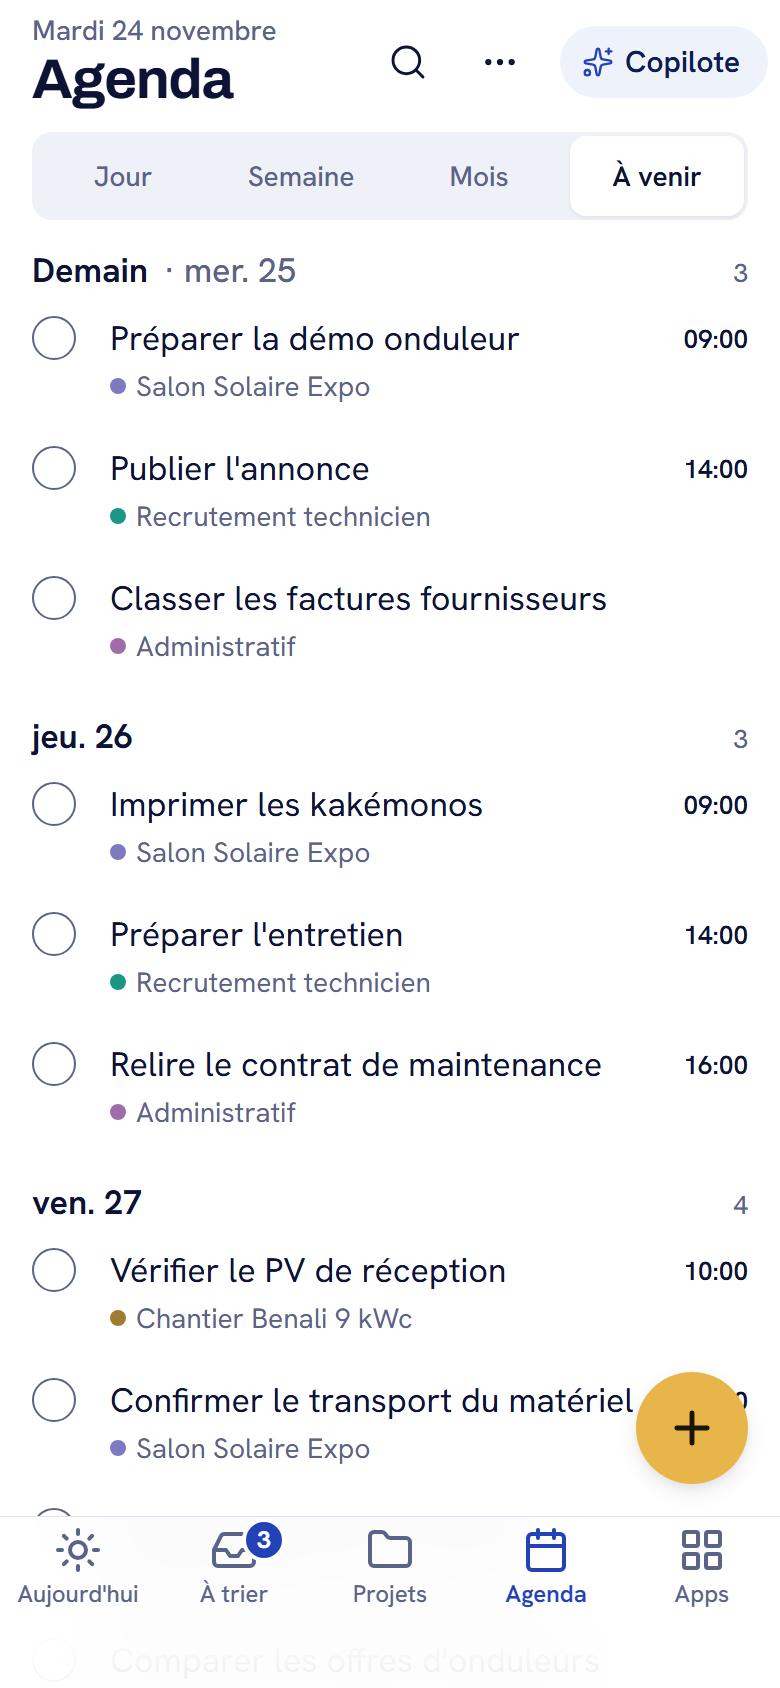 Mardi 24 novembre
Agenda
Copilote
Jour
Semaine
Mois
À venir
Demain · mer. 25
3
Préparer la démo onduleur
09:00
Salon Solaire Expo
Publier l'annonce
14:00
Recrutement technicien
Classer les factures fournisseurs
Administratif
jeu. 26
3
Imprimer les kakémonos
09:00
Salon Solaire Expo
Préparer l'entretien
14:00
Recrutement technicien
Relire le contrat de maintenance
16:00
Administratif
ven. 27
4
Vérifier le PV de réception
10:00
Chantier Benali 9 kWc
Confirmer le transport du matériel
Salon Solaire Expo
3
Aujourd'hui
À trier
Projets
Agenda
Apps
Comparer les offres d'onduleurs